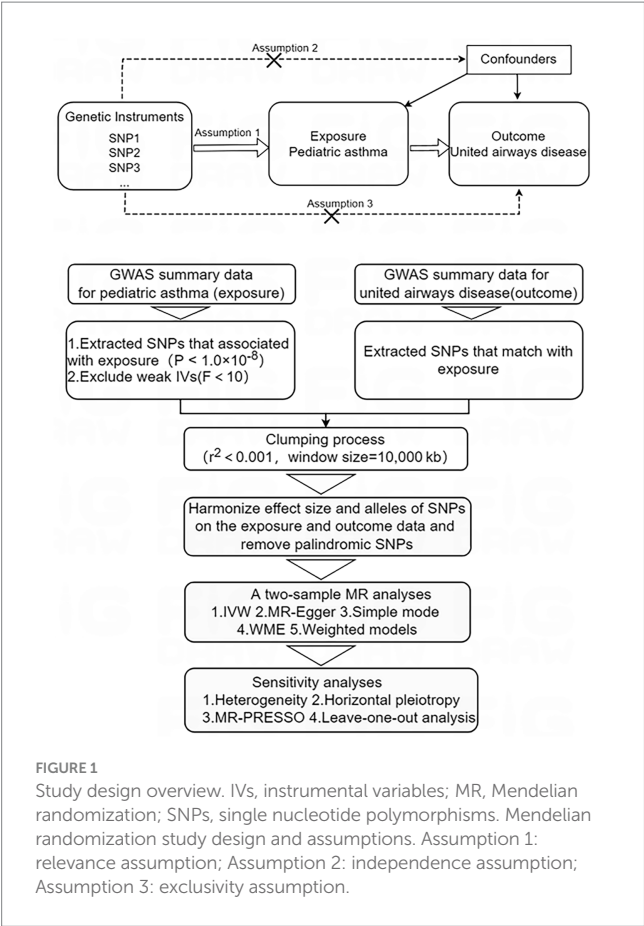 Assumption 2
Confounders
Genetic Instruments
SNP1
SNP2
SNP3
...
Assumption 1
Exposure
Pediatric asthma
Outcome
United airways disease
Assumption 3
GWAS summary data
for pediatric asthma (exposure)
GWAS summary data for
united airways disease(outcome)
1.Extracted SNPs that associated
with exposure (P < 1.0×10⁻⁸)
2.Exclude weak IVs(F < 10)
Extracted SNPs that match with
exposure
Clumping process
(r² < 0.001, window size=10,000 kb)
Harmonize effect size and alleles of SNPs
on the exposure and outcome data and
remove palindromic SNPs
A two-sample MR analyses
1.IVW 2.MR-Egger 3.Simple mode
4.WME 5.Weighted models
Sensitivity analyses
1.Heterogeneity 2.Horizontal pleiotropy
3.MR-PRESSO 4.Leave-one-out analysis
FIGURE 1
Study design overview. IVs, instrumental variables; MR, Mendelian
randomization; SNPs, single nucleotide polymorphisms. Mendelian
randomization study design and assumptions. Assumption 1:
relevance assumption; Assumption 2: independence assumption;
Assumption 3: exclusivity assumption.